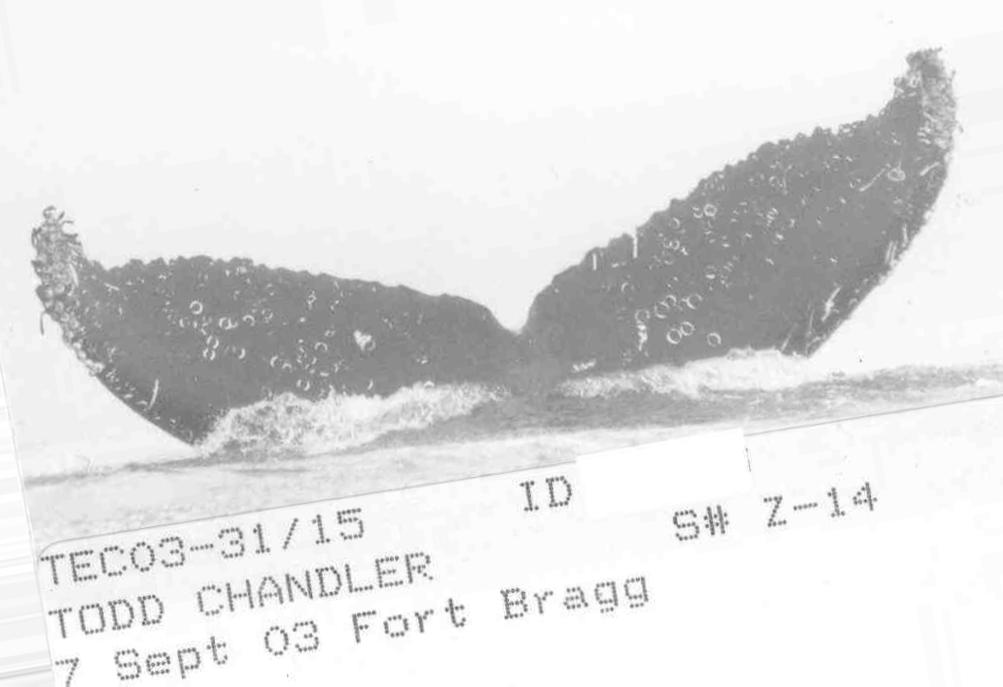 TEC03-31/15 ID
S# Z-14
TODD CHANDLER
7 Sept 03 Fort Bragg